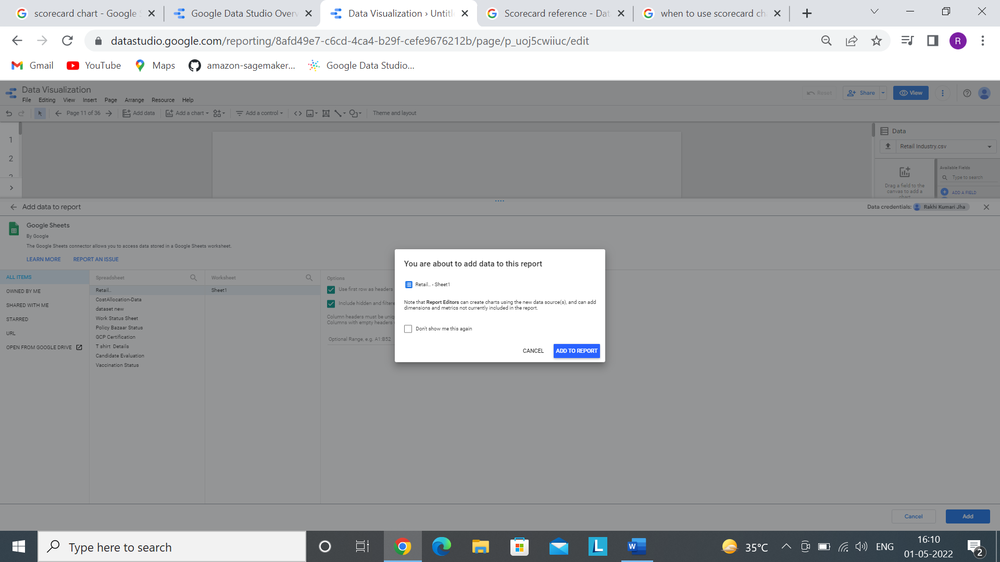 scorecard chart - Google S
Google Data Studio Overv
Data Visualization › Untitl
Scorecard reference - Dat
when to use scorecard ch
datastudio.google.com/reporting/8afd49e7-c6cd-4ca4-b29f-cefe9676212b/page/p_uoj5cwiiuc/edit
R
Gmail
YouTube
Maps
amazon-sagemaker...
Google Data Studio...
Data Visualization
File Editing View Insert Page Arrange Resource Help
Reset
Share
View
Page 11 of 36
Add data
Add a chart
Add a control
Theme and layout
1
2
Data
Retail Industry.csv
Drag a field to the
canvas to add a
chart
Available Fields
Type to search
ADD A FIELD
Add data to report
Data credentials: Rakhi Kumari Jha
Google Sheets
By Google
The Google Sheets connector allows you to access data stored in a Google Sheets worksheet.
LEARN MORE REPORT AN ISSUE
ALL ITEMS
OWNED BY ME
SHARED WITH ME
STARRED
URL
OPEN FROM GOOGLE DRIVE
Spreadsheet
Retail..
CostAllocation-Data
dataset new
Work Status Sheet
Policy Bazaar Status
GCP Certification
T shirt Details
Candidate Evaluation
Vaccination Status
Worksheet
Sheet1
Options
Use first row as headers
Include hidden and filtere
Column headers must be uniq
Columns with empty headers
Optional Range, e.g. A1:B52
You are about to add data to this report
Retail.. - Sheet1
Note that Report Editors can create charts using the new data source(s), and can add
dimensions and metrics not currently included in the report.
Don't show me this again
CANCEL
ADD TO REPORT
Cancel
Add
Type here to search
L
W
35°C
ENG
16:10
01-05-2022
2